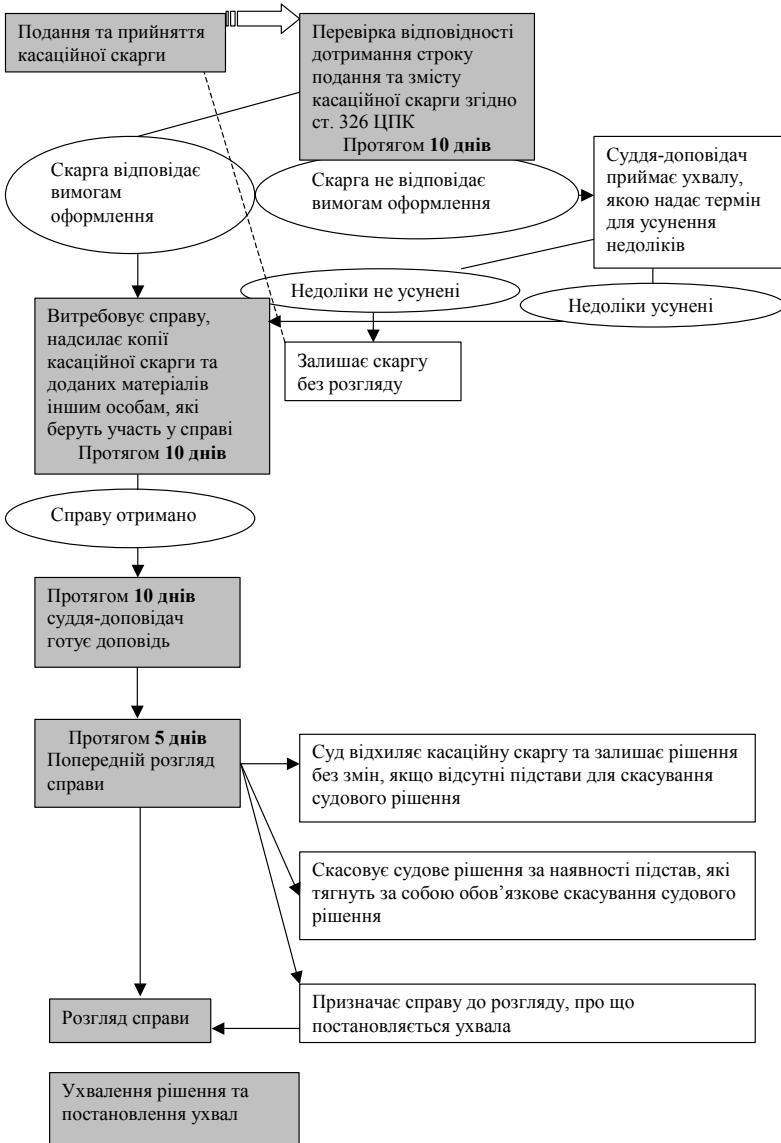 Подання та прийняття
касаційної скарги
Перевірка відповідності
дотримання строку
подання та змісту
касаційної скарги згідно
ст. 326 ЦПК
Протягом 10 днів
Скарга відповідає
вимогам
оформлення
Скарга не відповідає
вимогам оформлення
Суддя-доповідач
приймає ухвалу,
якою надає термін
для усунення
недоліків
Недоліки не усунені
Недоліки усунені
Витребовує справу,
надсилає копії
касаційної скарги та
доданих матеріалів
іншим особам, які
беруть участь у справі
Протягом 10 днів
Залишає скаргу
без розгляду
Справу отримано
Протягом 10 днів
суддя-доповідач
готує доповідь
Протягом 5 днів
Попередній розгляд
справи
Суд відхиляє касаційну скаргу та залишає рішення
без змін, якщо відсутні підстави для скасування
судового рішення
Скасовує судове рішення за наявності підстав, які
тягнуть за собою обов’язкове скасування судового
рішення
Призначає справу до розгляду, про що
постановляється ухвала
Розгляд справи
Ухвалення рішення та
постановлення ухвал